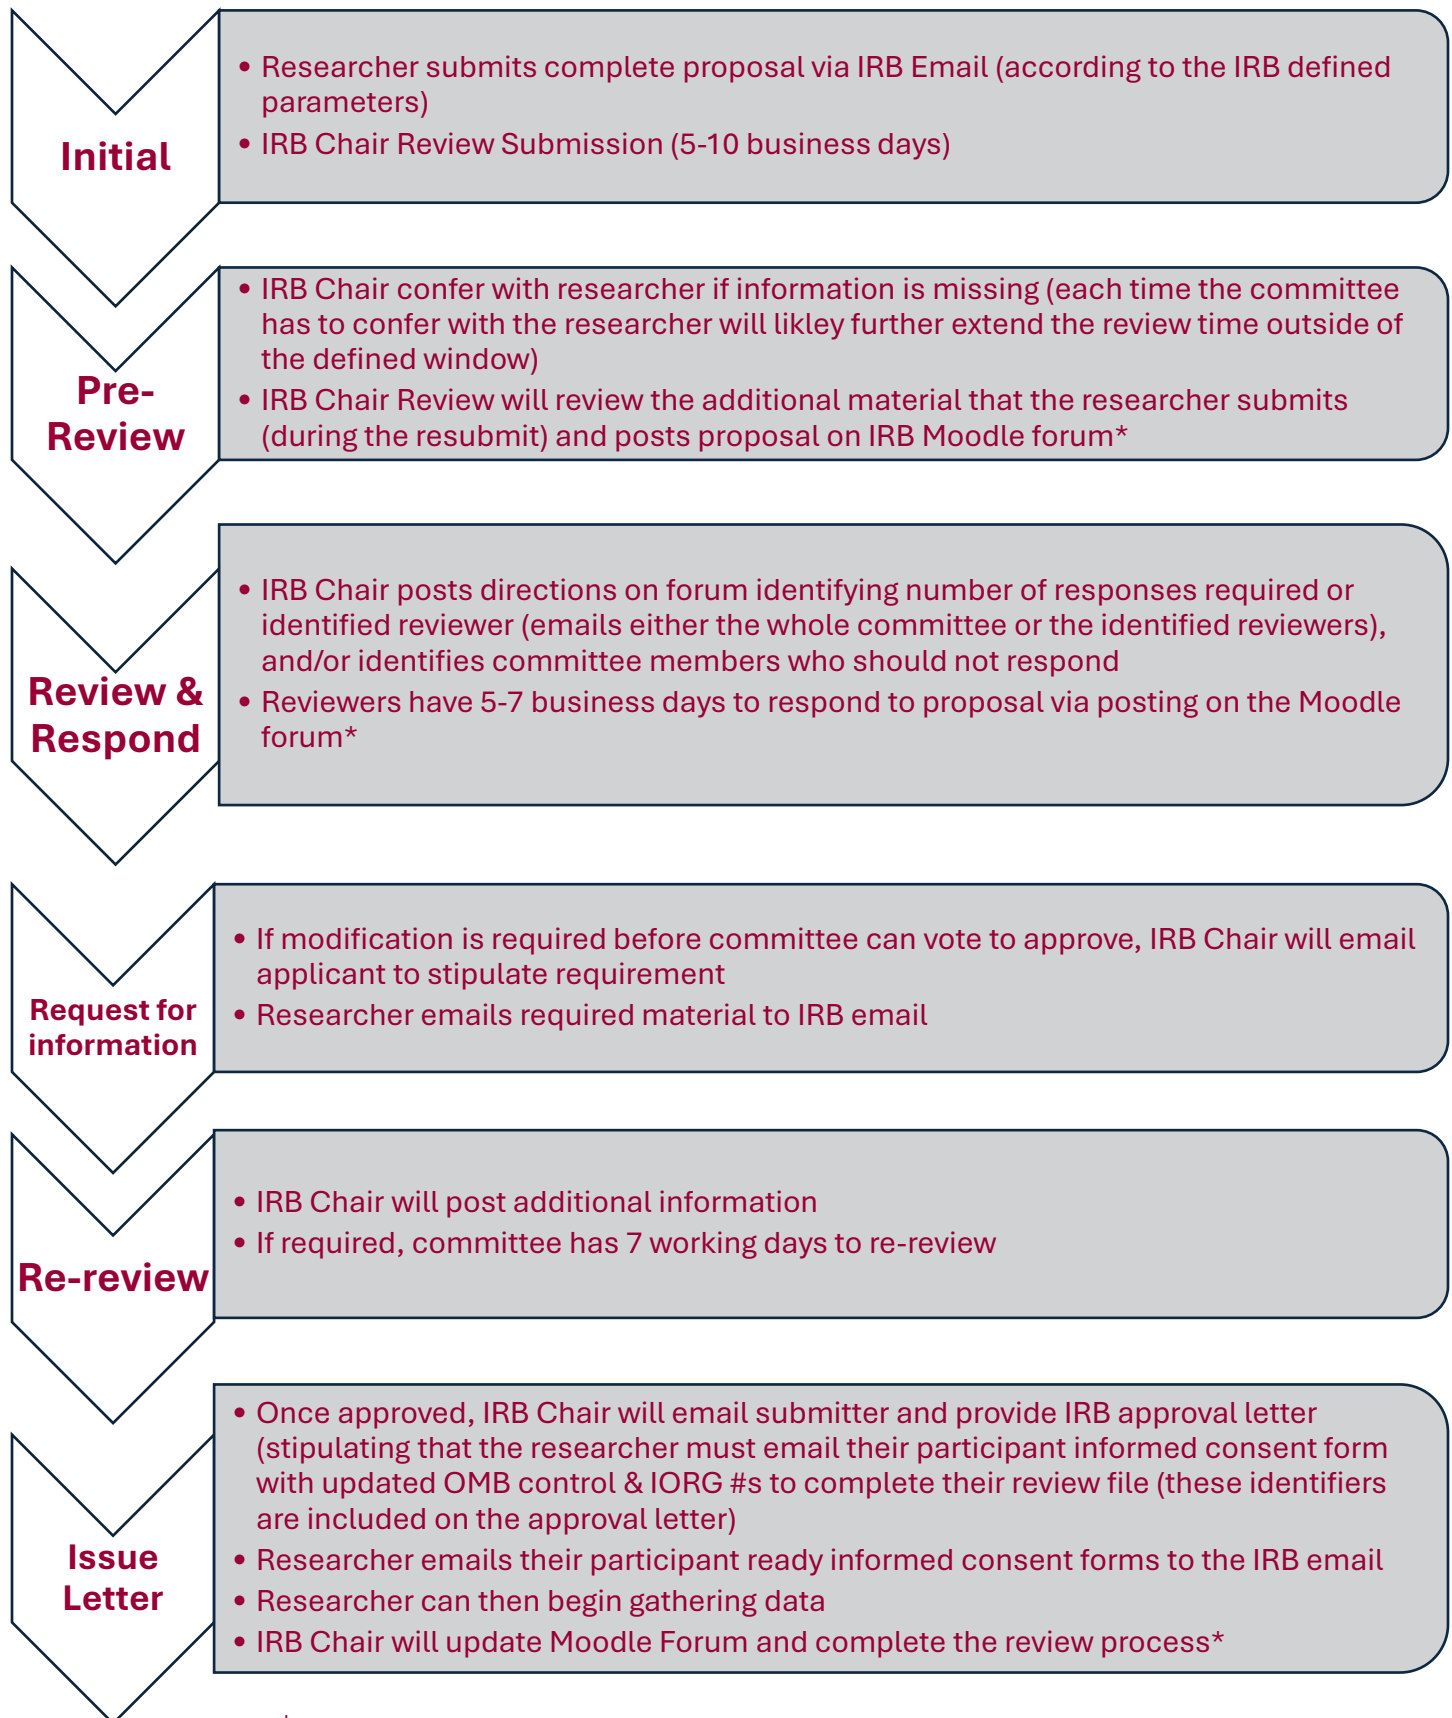 Initial
• Researcher submits complete proposal via IRB Email (according to the IRB defined
parameters)
• IRB Chair Review Submission (5-10 business days)
Pre-
Review
• IRB Chair confer with researcher if information is missing (each time the committee
has to confer with the researcher will likley further extend the review time outside of
the defined window)
• IRB Chair Review will review the additional material that the researcher submits
(during the resubmit) and posts proposal on IRB Moodle forum*
Review &
Respond
• IRB Chair posts directions on forum identifying number of responses required or
identified reviewer (emails either the whole committee or the identified reviewers),
and/or identifies committee members who should not respond
• Reviewers have 5-7 business days to respond to proposal via posting on the Moodle
forum*
Request for
information
• If modification is required before committee can vote to approve, IRB Chair will email
applicant to stipulate requirement
• Researcher emails required material to IRB email
Re-review
• IRB Chair will post additional information
• If required, committee has 7 working days to re-review
Issue
Letter
• Once approved, IRB Chair will email submitter and provide IRB approval letter
(stipulating that the researcher must email their participant informed consent form
with updated OMB control & IORG #s to complete their review file (these identifiers
are included on the approval letter)
• Researcher emails their participant ready informed consent forms to the IRB email
• Researcher can then begin gathering data
• IRB Chair will update Moodle Forum and complete the review process*